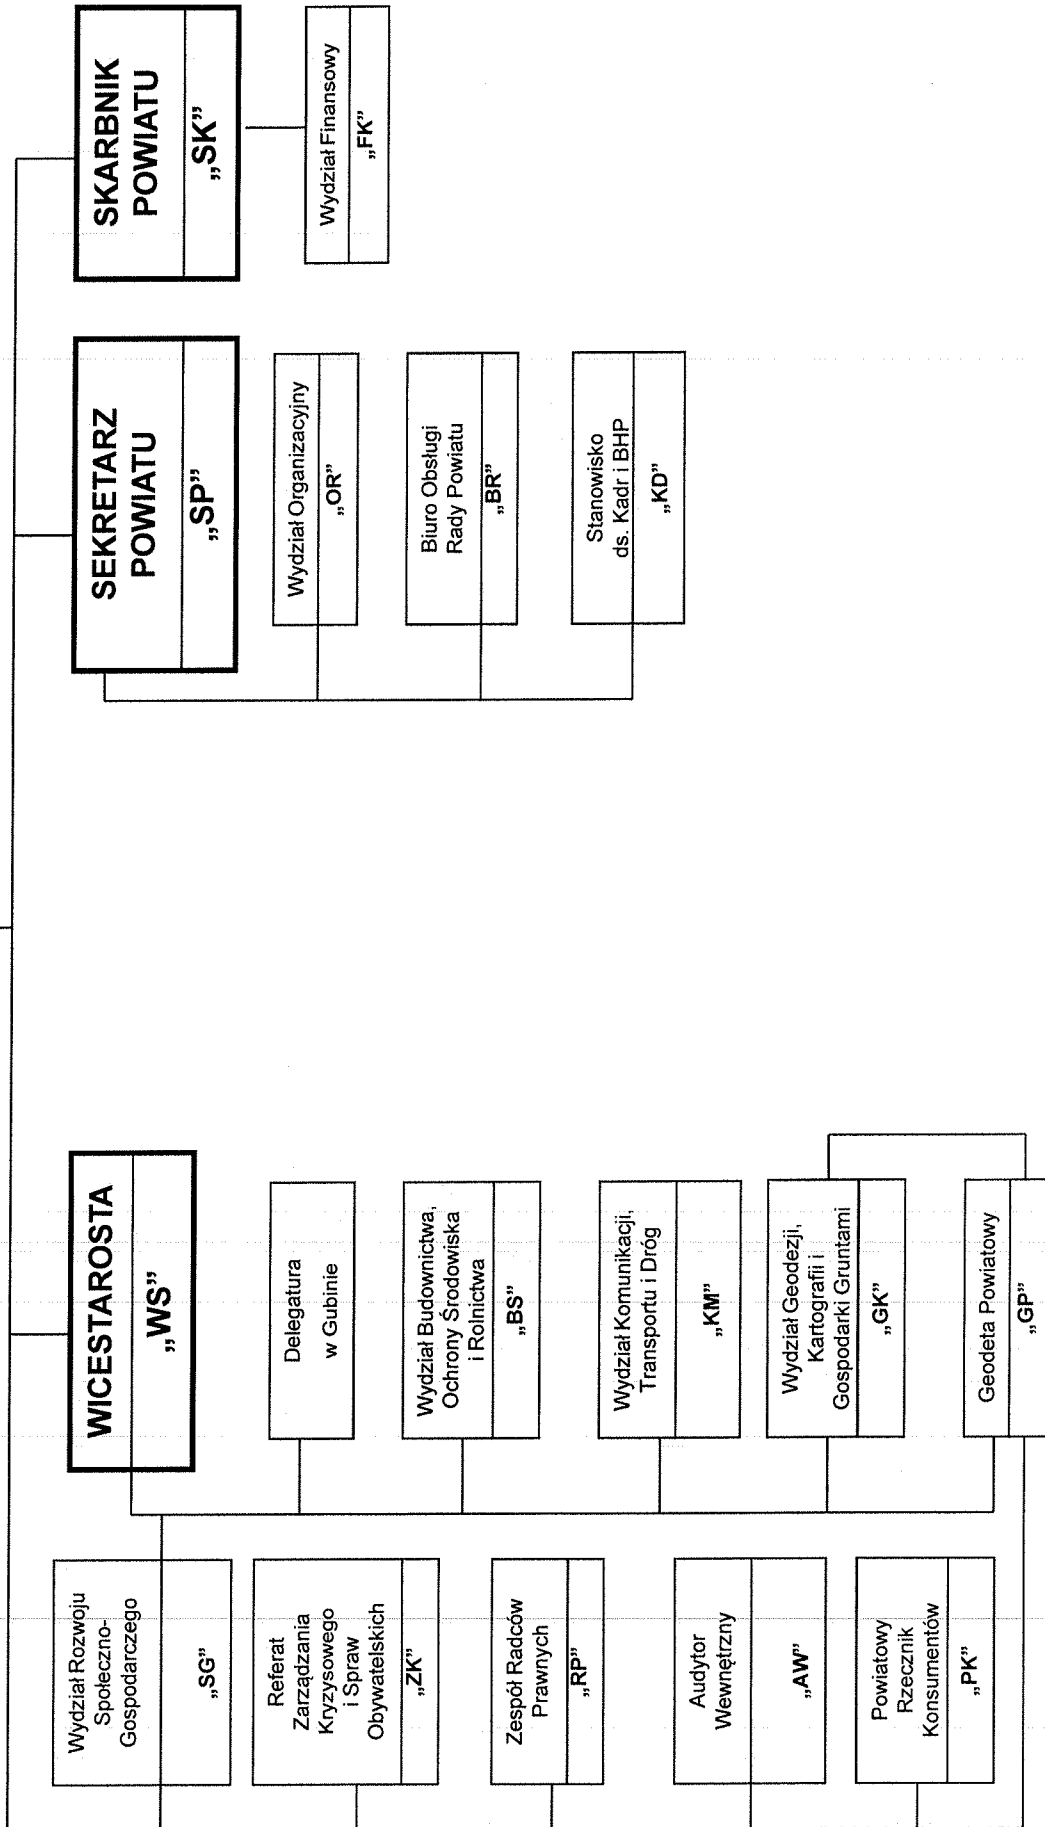 Wydział Rozwoju
Społeczno-
Gospodarczego
„SG”
Referat
Zarządzania
Kryzysowego
i Spraw
Obywatelskich
„ZK”
Zespół Radców
Prawnych
„RP”
Audytor
Wewnętrzny
„AW”
Powiatowy
Rzecznik
Konsumentów
„PK”
WICESTAROSTA
„WS”
Delegatura
w Gubinie
Wydział Budownictwa,
Ochrony Środowiska
i Rolnictwa
„BS”
Wydział Komunikacji,
Transportu i Dróg
„KM”
Wydział Geodezji,
Kartografii i
Gospodarki Gruntami
„GK”
Geodeta Powiatowy
„GP”
SEKRETARZ
POWIATU
„SP”
Wydział Organizacyjny
„OR”
Biuro Obsługi
Rady Powiatu
„BR”
Stanowisko
ds. Kadr i BHP
„KD”
SKARBNIK
POWIATU
„SK”
Wydział Finansowy
„FK”